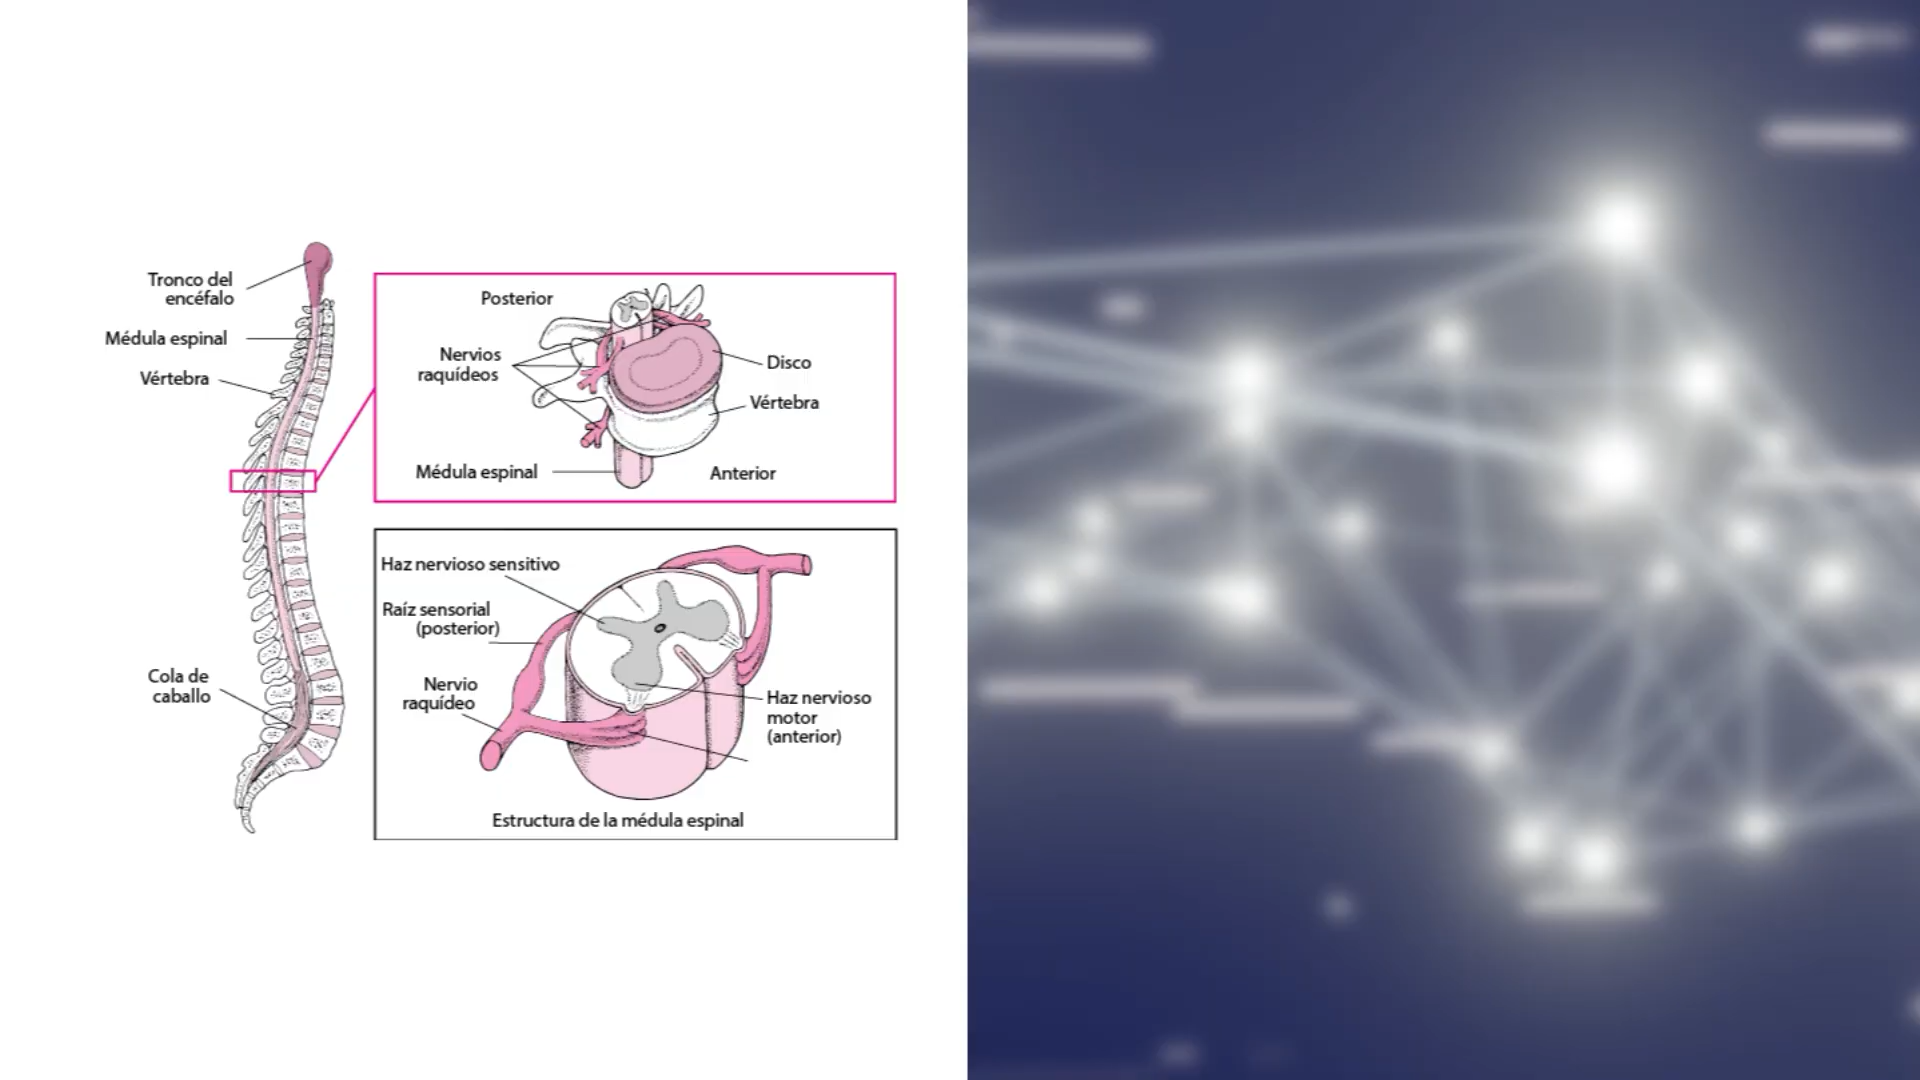 Tronco del
encéfalo
Médula espinal
Vértebra
Cola de
caballo
Posterior
Nervios
raquídeos
Disco
Vértebra
Médula espinal
Anterior
Haz nervioso sensitivo
Raíz sensorial
(posterior)
Nervio
raquídeo
Haz nervioso
motor
(anterior)
Estructura de la médula espinal